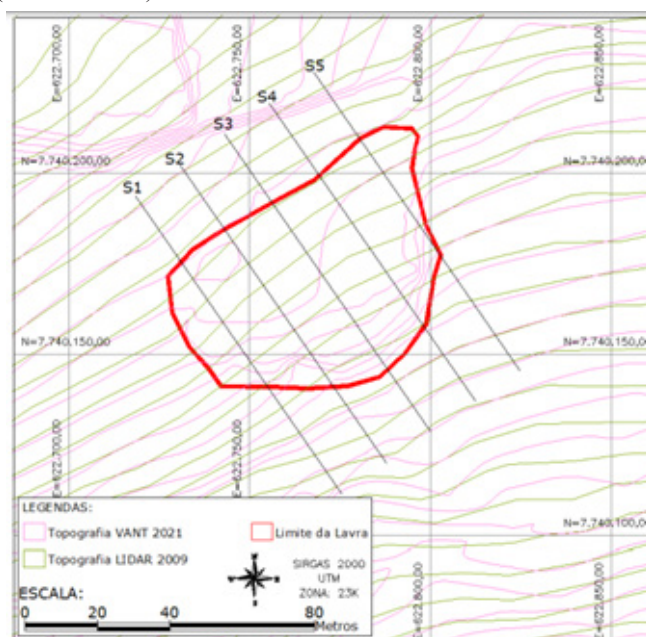 E=622.700,00
E=622.750,00
E=622.800,00
E=622.850,00
S5
S4
S3
S2
S1
N=7.740.200,00
N=7.740.200,00
N=7.740.150,00
N=7.740.150,00
E=622.700,00
E=622.750,00
E=622.800,00
E=622.850,00
N=7.740.100,00
LEGENDAS:
Topografia VANT 2021
Limite da Lavra
Topografia LIDAR 2009
SIRGAS 2000
UTM
ZONA: 23K
ESCALA:
0 20 40 80
Metros